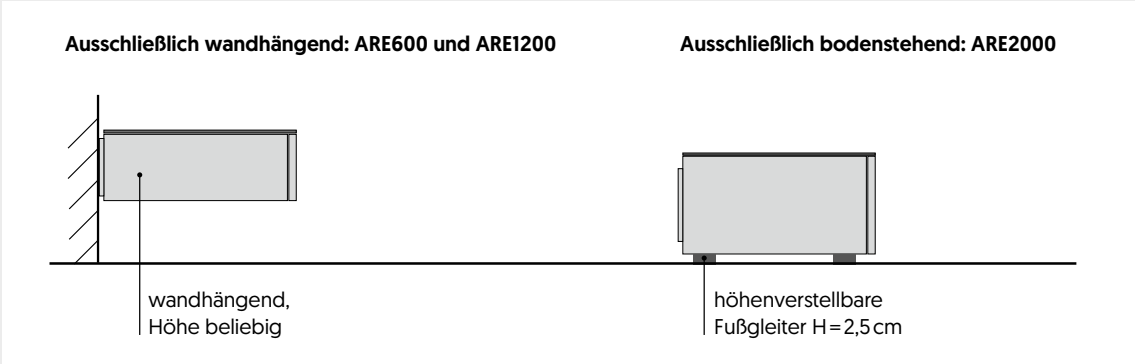 Ausschließlich wandhängend: ARE600 und ARE1200
Ausschließlich bodenstehend: ARE2000
wandhängend,
Höhe beliebig
höhenverstellbare
Fußgleiter H = 2,5 cm